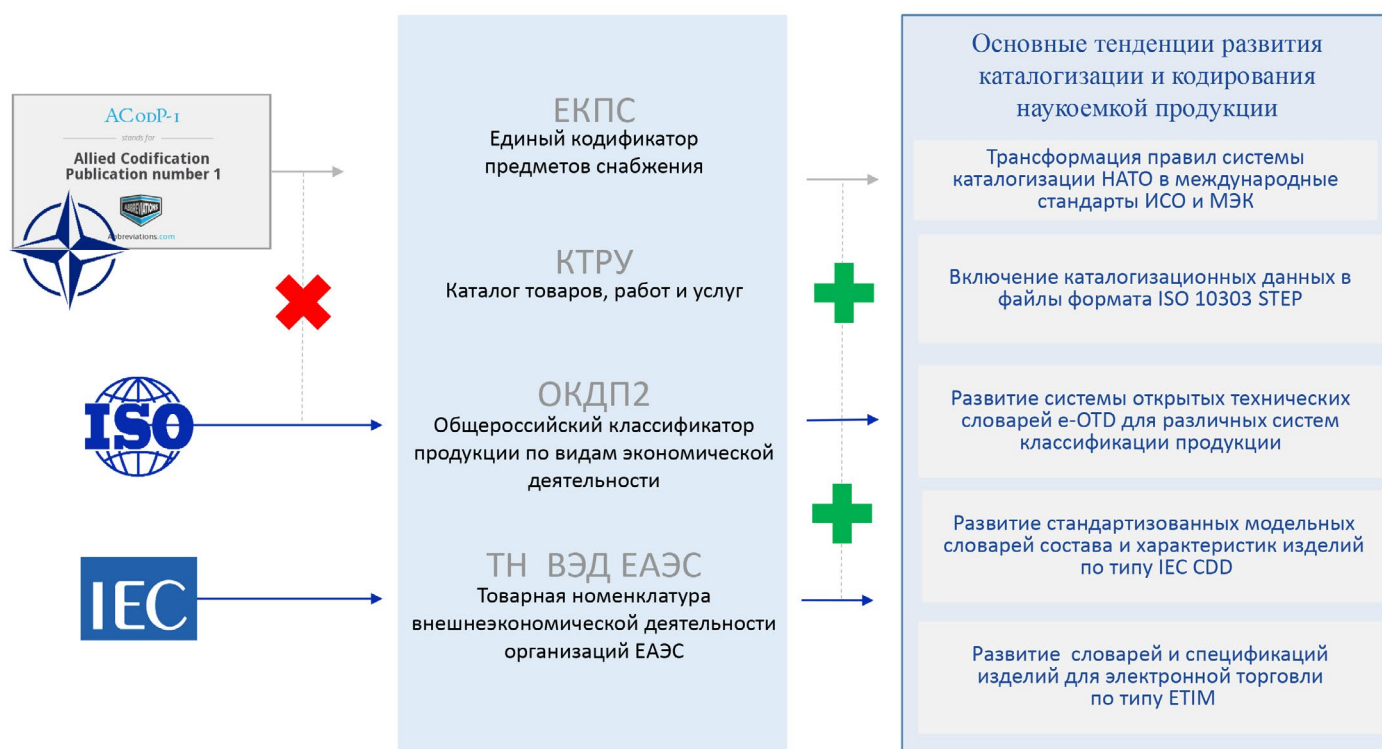 ACODP-1
stands for
Allied Codification
Publication number 1
ABBREVIATIONS
Abbreviations.com
ISO
IEC
ЕКПС
Единый кодификатор
предметов снабжения
КТРУ
Каталог товаров, работ и услуг
ОКДП2
Общероссийский классификатор
продукции по видам экономической
деятельности
ТН ВЭД ЕАЭС
Товарная номенклатура
внешнеэкономической деятельности
организаций ЕАЭС
Основные тенденции развития
каталогизации и кодирования
наукоемкой продукции
Трансформация правил системы
каталогизации НАТО в международные
стандарты ИСО и МЭК
Включение каталогизационных данных в
файлы формата ISO 10303 STEP
Развитие системы открытых технических
словарей e-OTD для различных систем
классификации продукции
Развитие стандартизованных модельных
словарей состава и характеристик изделий
по типу IEC CDD
Развитие словарей и спецификаций
изделий для электронной торговли
по типу ETIM